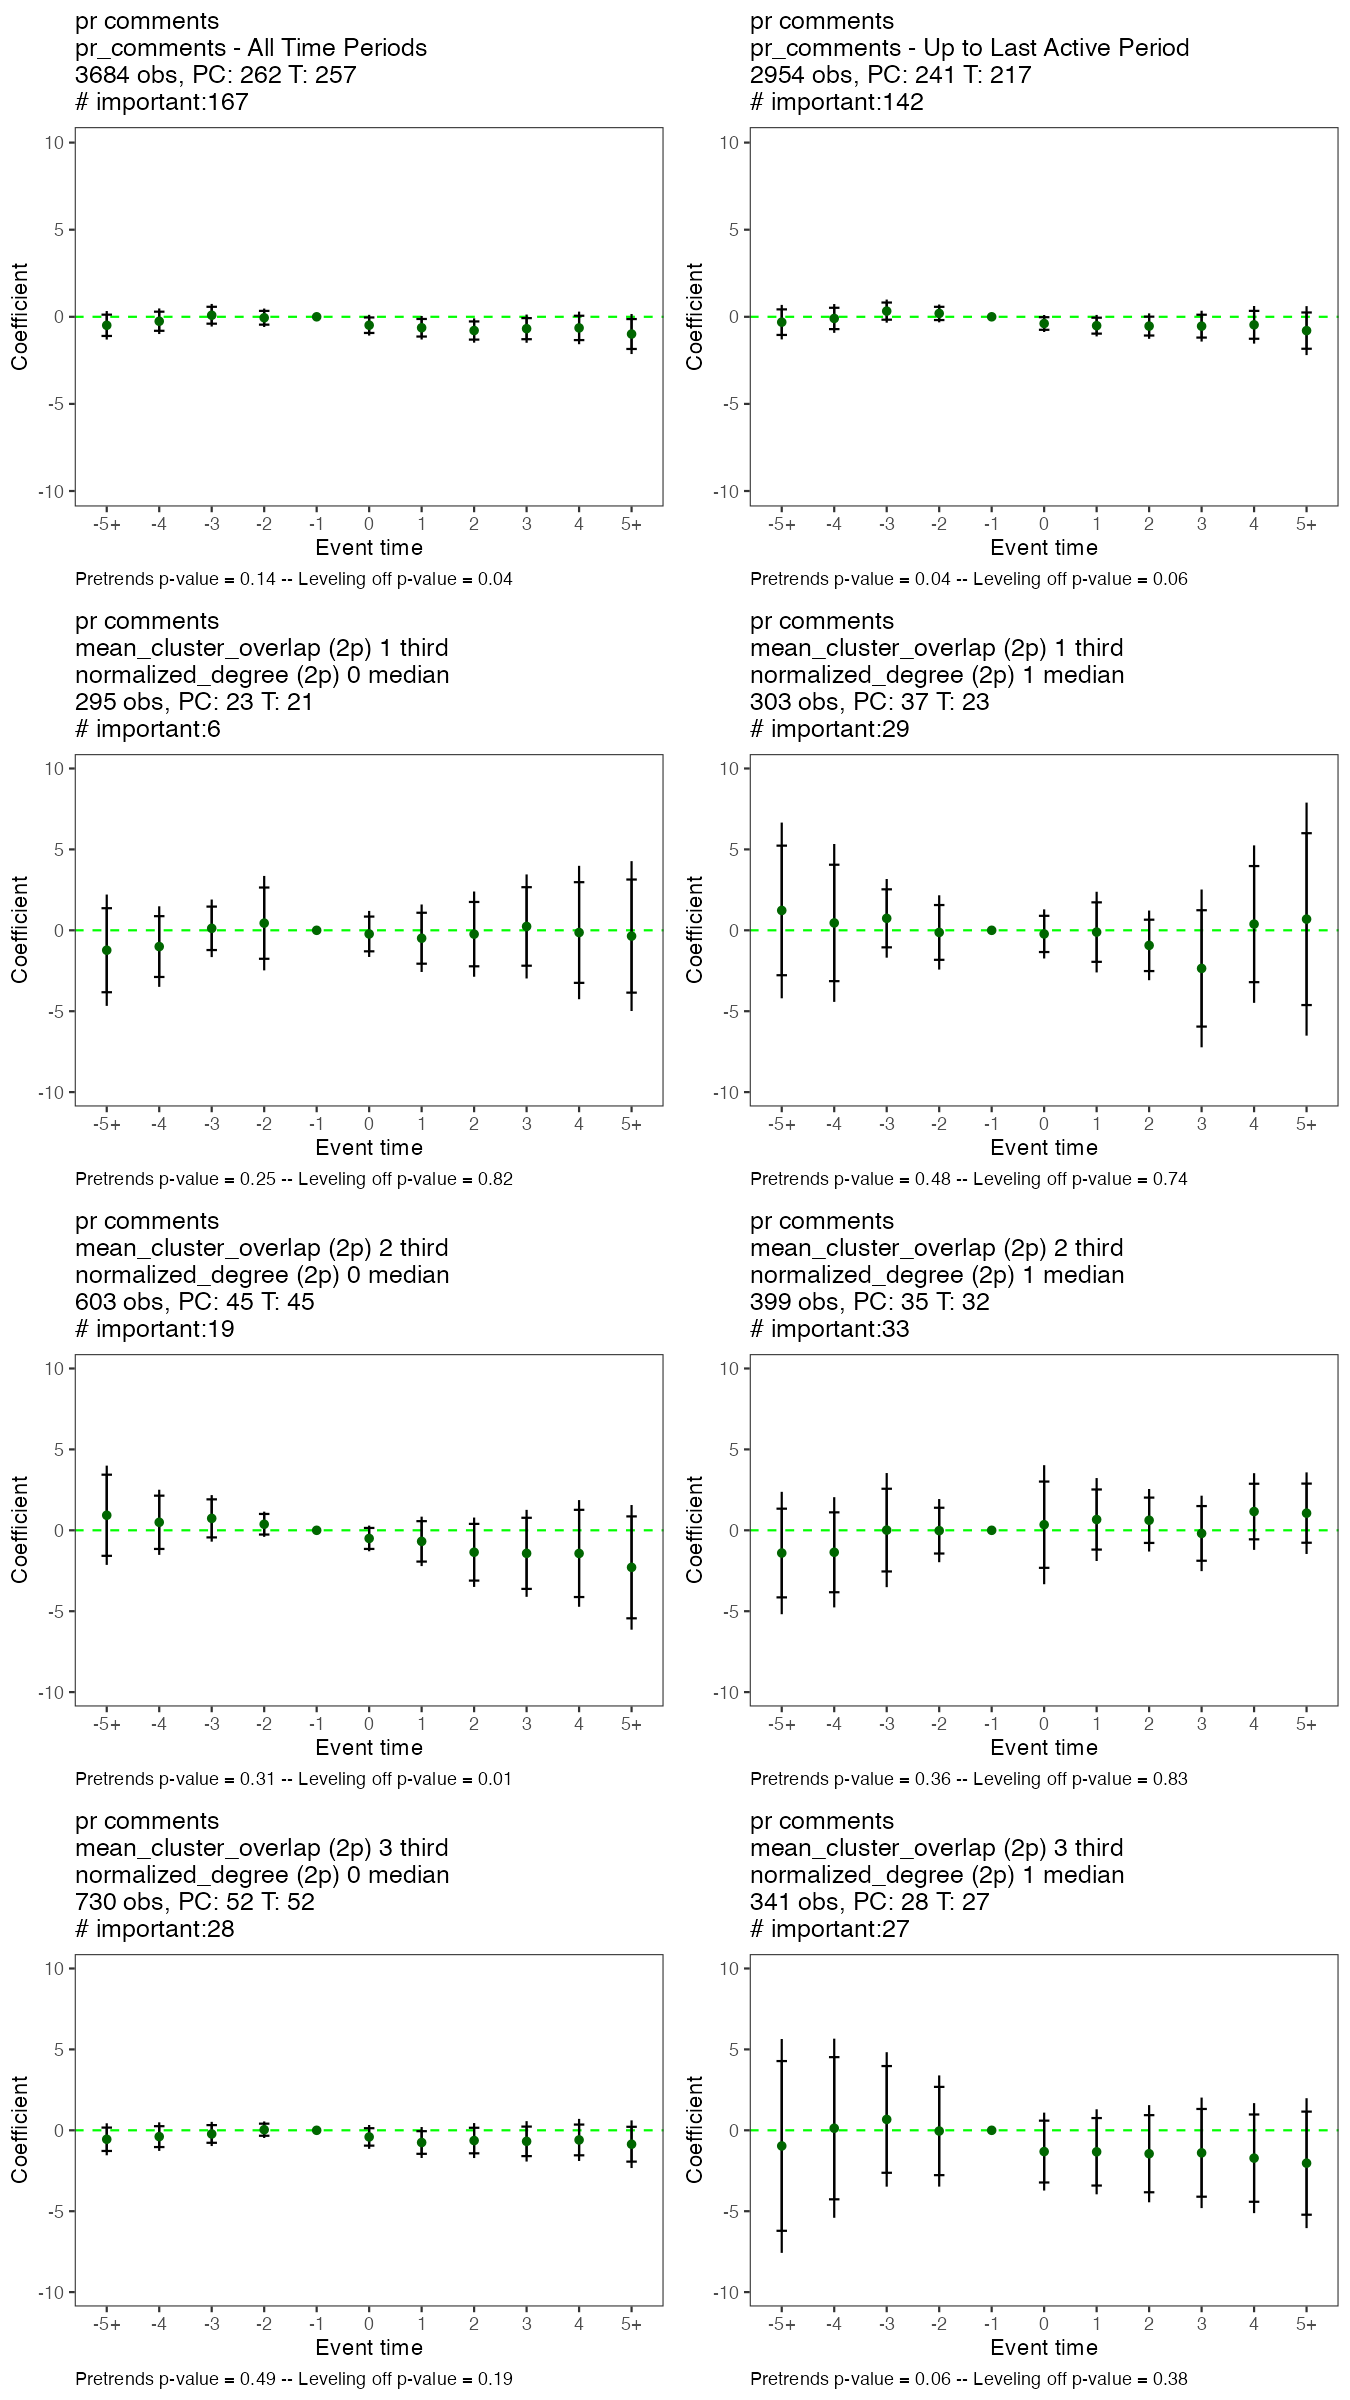 pr comments
pr_comments - All Time Periods
3684 obs, PC: 262 T: 257
# important:167
10
5
0
-5
-10
Coefficient
-5+ -4 -3 -2 -1 0 1 2 3 4 5+
Event time
Pretrends p-value = 0.14 -- Leveling off p-value = 0.04
pr comments
pr_comments - Up to Last Active Period
2954 obs, PC: 241 T: 217
# important:142
10
5
0
-5
-10
Coefficient
-5+ -4 -3 -2 -1 0 1 2 3 4 5+
Event time
Pretrends p-value = 0.04 -- Leveling off p-value = 0.06
pr comments
mean_cluster_overlap (2p) 1 third
normalized_degree (2p) 0 median
295 obs, PC: 23 T: 21
# important:6
10
5
0
-5
-10
Coefficient
-5+ -4 -3 -2 -1 0 1 2 3 4 5+
Event time
Pretrends p-value = 0.25 -- Leveling off p-value = 0.82
pr comments
mean_cluster_overlap (2p) 1 third
normalized_degree (2p) 1 median
303 obs, PC: 37 T: 23
# important:29
10
5
0
-5
-10
Coefficient
-5+ -4 -3 -2 -1 0 1 2 3 4 5+
Event time
Pretrends p-value = 0.48 -- Leveling off p-value = 0.74
pr comments
mean_cluster_overlap (2p) 2 third
normalized_degree (2p) 0 median
603 obs, PC: 45 T: 45
# important:19
10
5
0
-5
-10
Coefficient
-5+ -4 -3 -2 -1 0 1 2 3 4 5+
Event time
Pretrends p-value = 0.31 -- Leveling off p-value = 0.01
pr comments
mean_cluster_overlap (2p) 2 third
normalized_degree (2p) 1 median
399 obs, PC: 35 T: 32
# important:33
10
5
0
-5
-10
Coefficient
-5+ -4 -3 -2 -1 0 1 2 3 4 5+
Event time
Pretrends p-value = 0.36 -- Leveling off p-value = 0.83
pr comments
mean_cluster_overlap (2p) 3 third
normalized_degree (2p) 0 median
730 obs, PC: 52 T: 52
# important:28
10
5
0
-5
-10
Coefficient
-5+ -4 -3 -2 -1 0 1 2 3 4 5+
Event time
Pretrends p-value = 0.49 -- Leveling off p-value = 0.19
pr comments
mean_cluster_overlap (2p) 3 third
normalized_degree (2p) 1 median
341 obs, PC: 28 T: 27
# important:27
10
5
0
-5
-10
Coefficient
-5+ -4 -3 -2 -1 0 1 2 3 4 5+
Event time
Pretrends p-value = 0.06 -- Leveling off p-value = 0.38